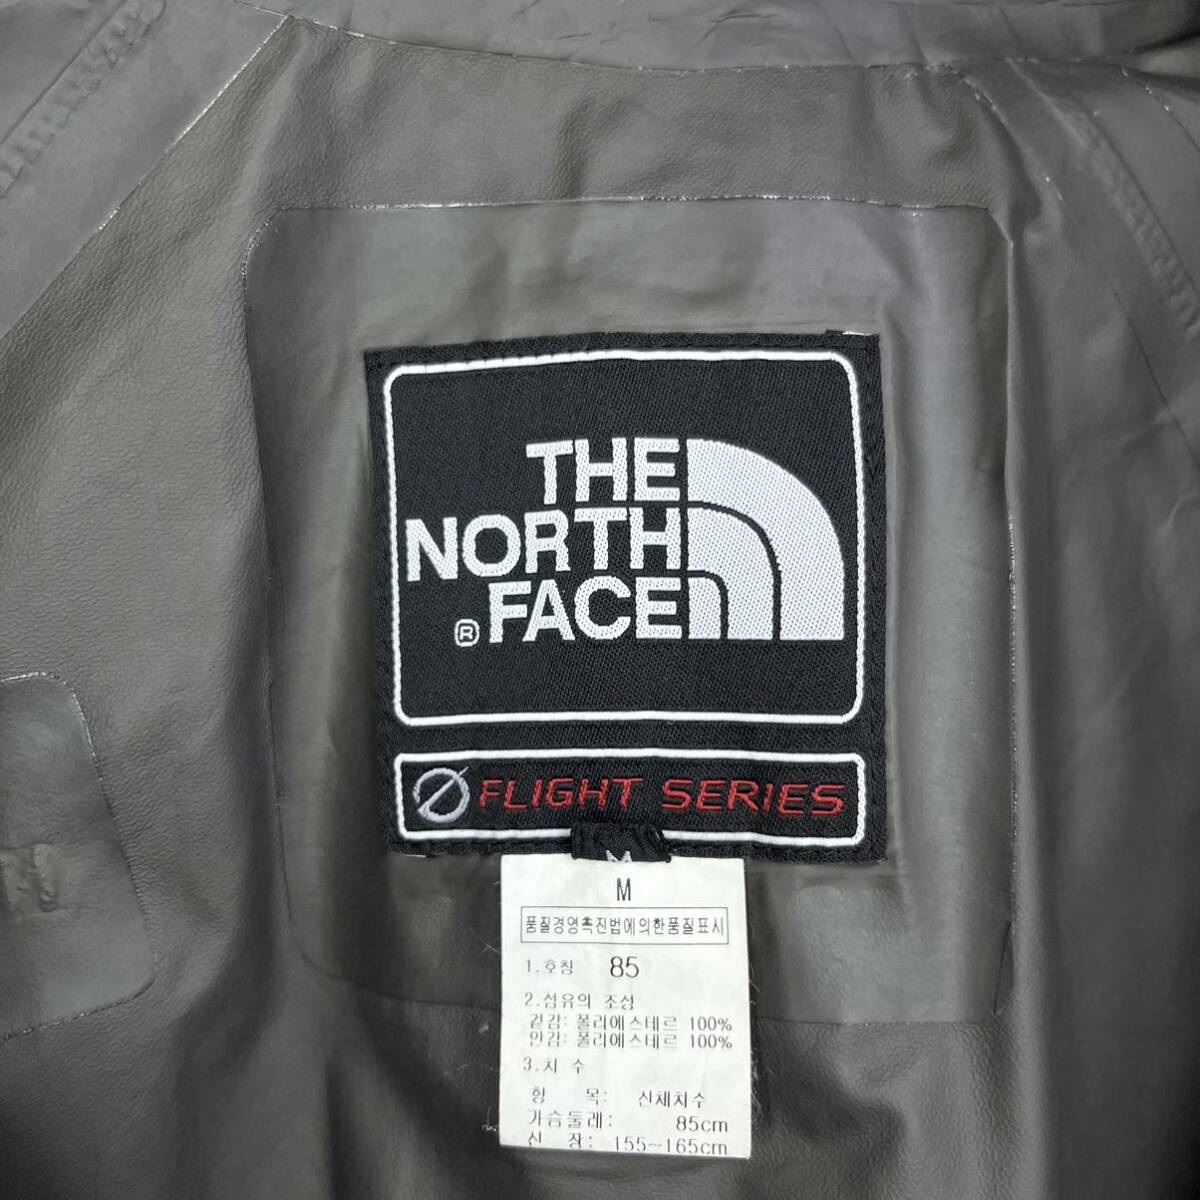 THE
NORTH
® FACE
FLIGHT SERIES
M
M
품질경영촉진법에의한품질표시
1.호칭 85
2.섬유의 조성
겉감: 폴리에스테르 100%
안감: 폴리에스테르 100%
3.치 수
항 목: 신체치수
가슴둘레: 85cm
신 장: 155~165cm